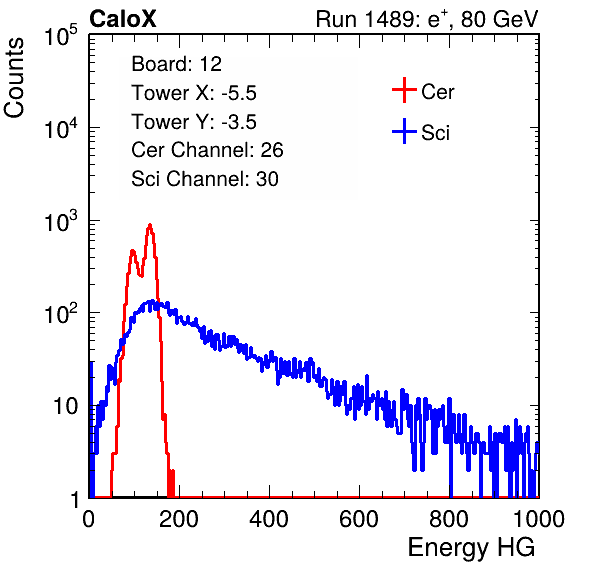 CaloX Run 1489: e⁺, 80 GeV
Counts
Board: 12
Tower X: -5.5
Tower Y: -3.5
Cer Channel: 26
Sci Channel: 30
Cer
Sci
10⁵
10⁴
10³
10²
10
1
0 200 400 600 800 1000
Energy HG